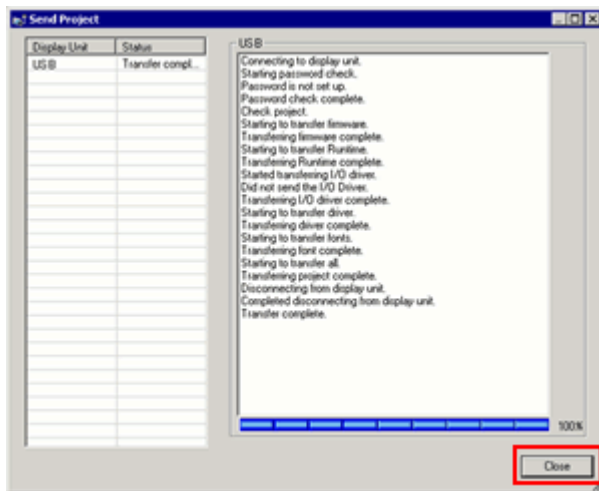 Send Project
Display Unit Status
USB Transfer compl...
USB
Connecting to display unit.
Starting password check.
Password is not set up.
Password check complete.
Check project.
Starting to transfer firmware.
Transferring firmware complete.
Starting to transfer Runtime.
Transferring Runtime complete.
Started transferring I/O driver.
Did not send the I/O Driver.
Transferring I/O driver complete.
Starting to transfer driver.
Transferring driver complete.
Starting to transfer fonts.
Transferring font complete.
Starting to transfer all.
Transferring project complete.
Disconnecting from display unit.
Completed disconnecting from display unit.
Transfer complete.
100%
Close